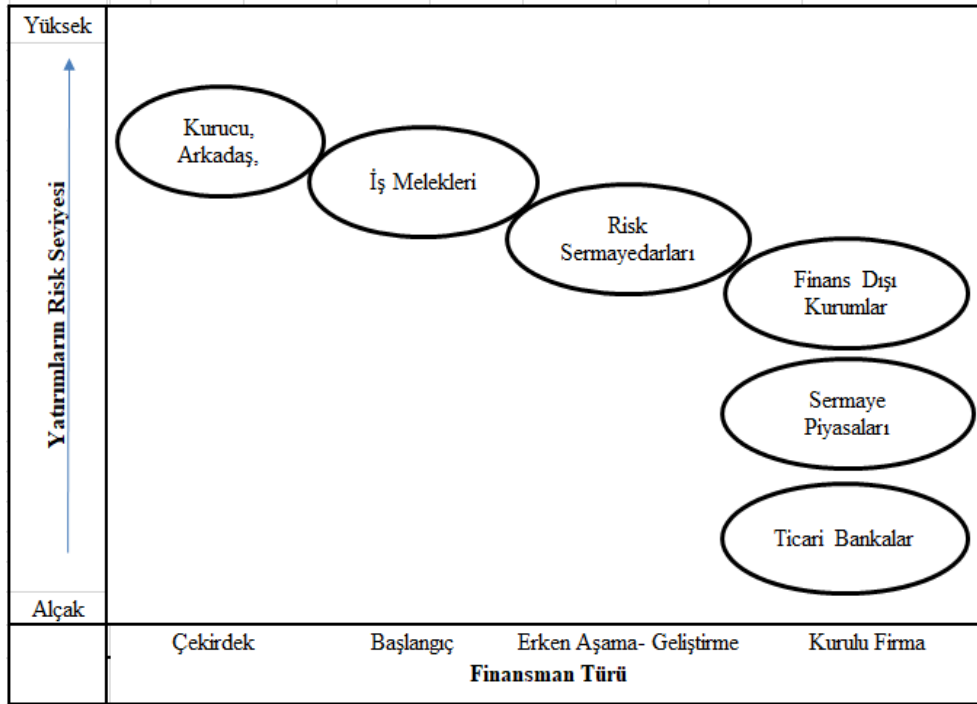 Yüksek
Kurucu,
Arkadaş,
İş Melekleri
Risk
Sermayedarları
Finans Dışı
Kurumlar
Sermaye
Piyasaları
Ticari Bankalar
Yatırımların Risk Seviyesi
Alçak
Çekirdek
Başlangıç
Erken Aşama- Geliştirme
Kurulu Firma
Finansman Türü